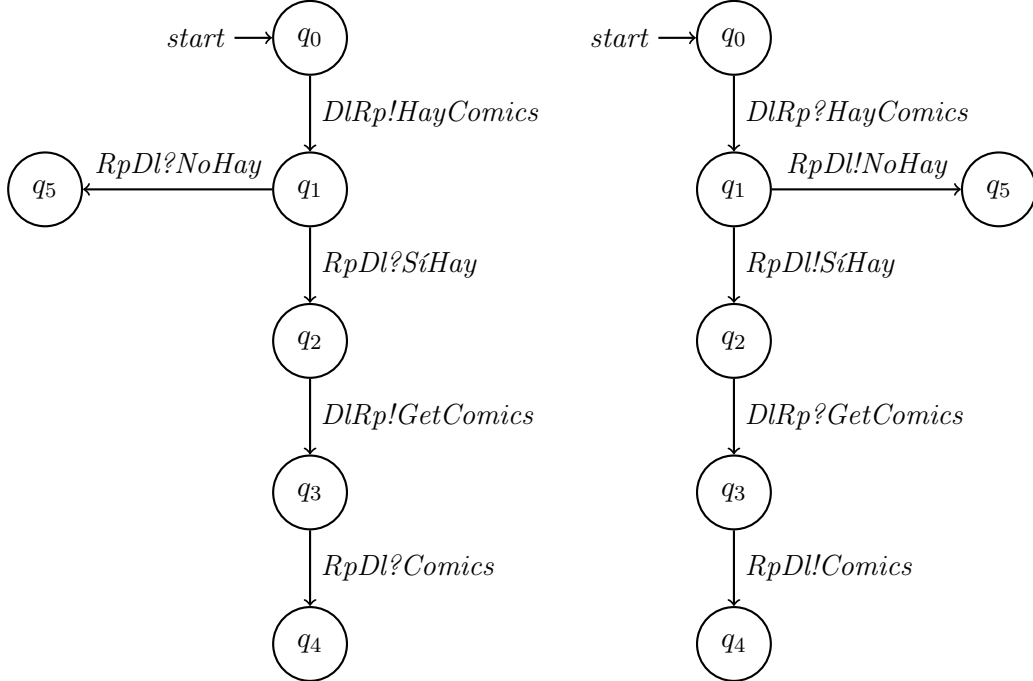 start q0 start q0
DlRp!HayComics DlRp?HayComics
RpDl?NoHay RpDl!NoHay
q5 q1 q1 q5
RpDl?SíHay RpDl!SíHay
q2 q2
DlRp!GetComics DlRp?GetComics
q3 q3
RpDl?Comics RpDl!Comics
q4 q4